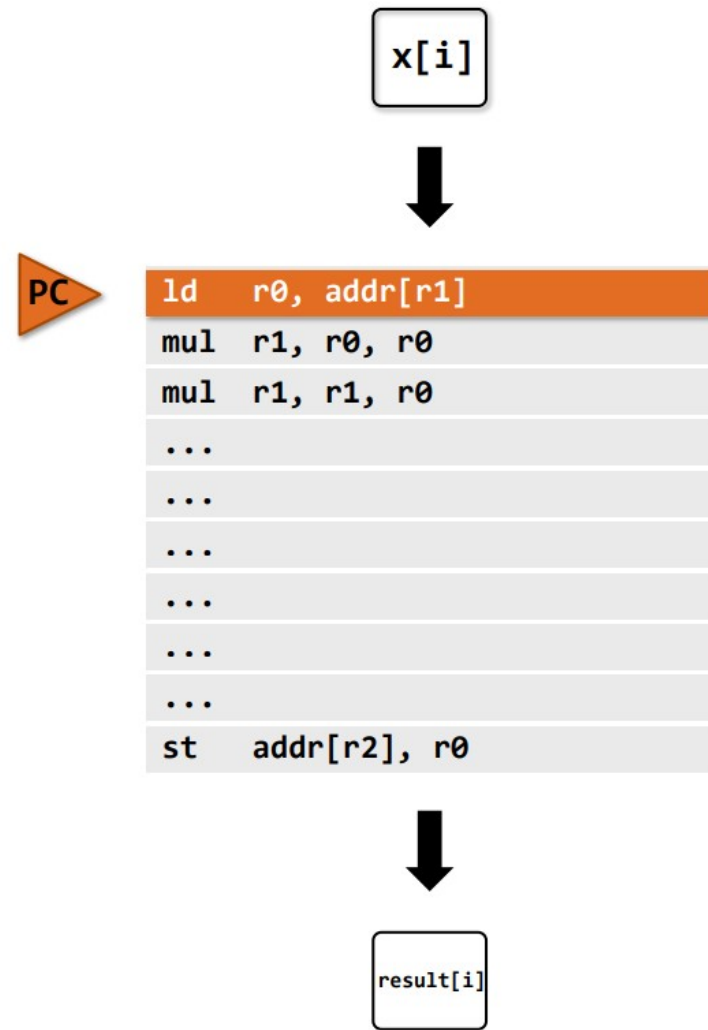 x[i]
PC
ld r0, addr[r1]
mul r1, r0, r0
mul r1, r1, r0
...
...
...
...
...
...
st addr[r2], r0
result[i]